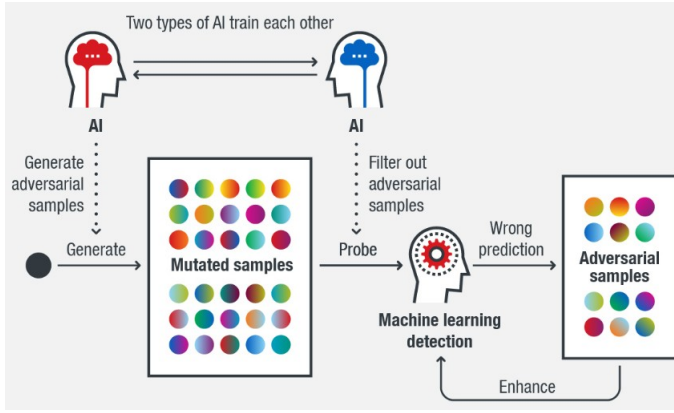 Two types of AI train each other
AI
AI
Generate
adversarial
samples
Filter out
adversarial
samples
Generate
Mutated samples
Probe
Wrong
prediction
Machine learning
detection
Adversarial
samples
Enhance